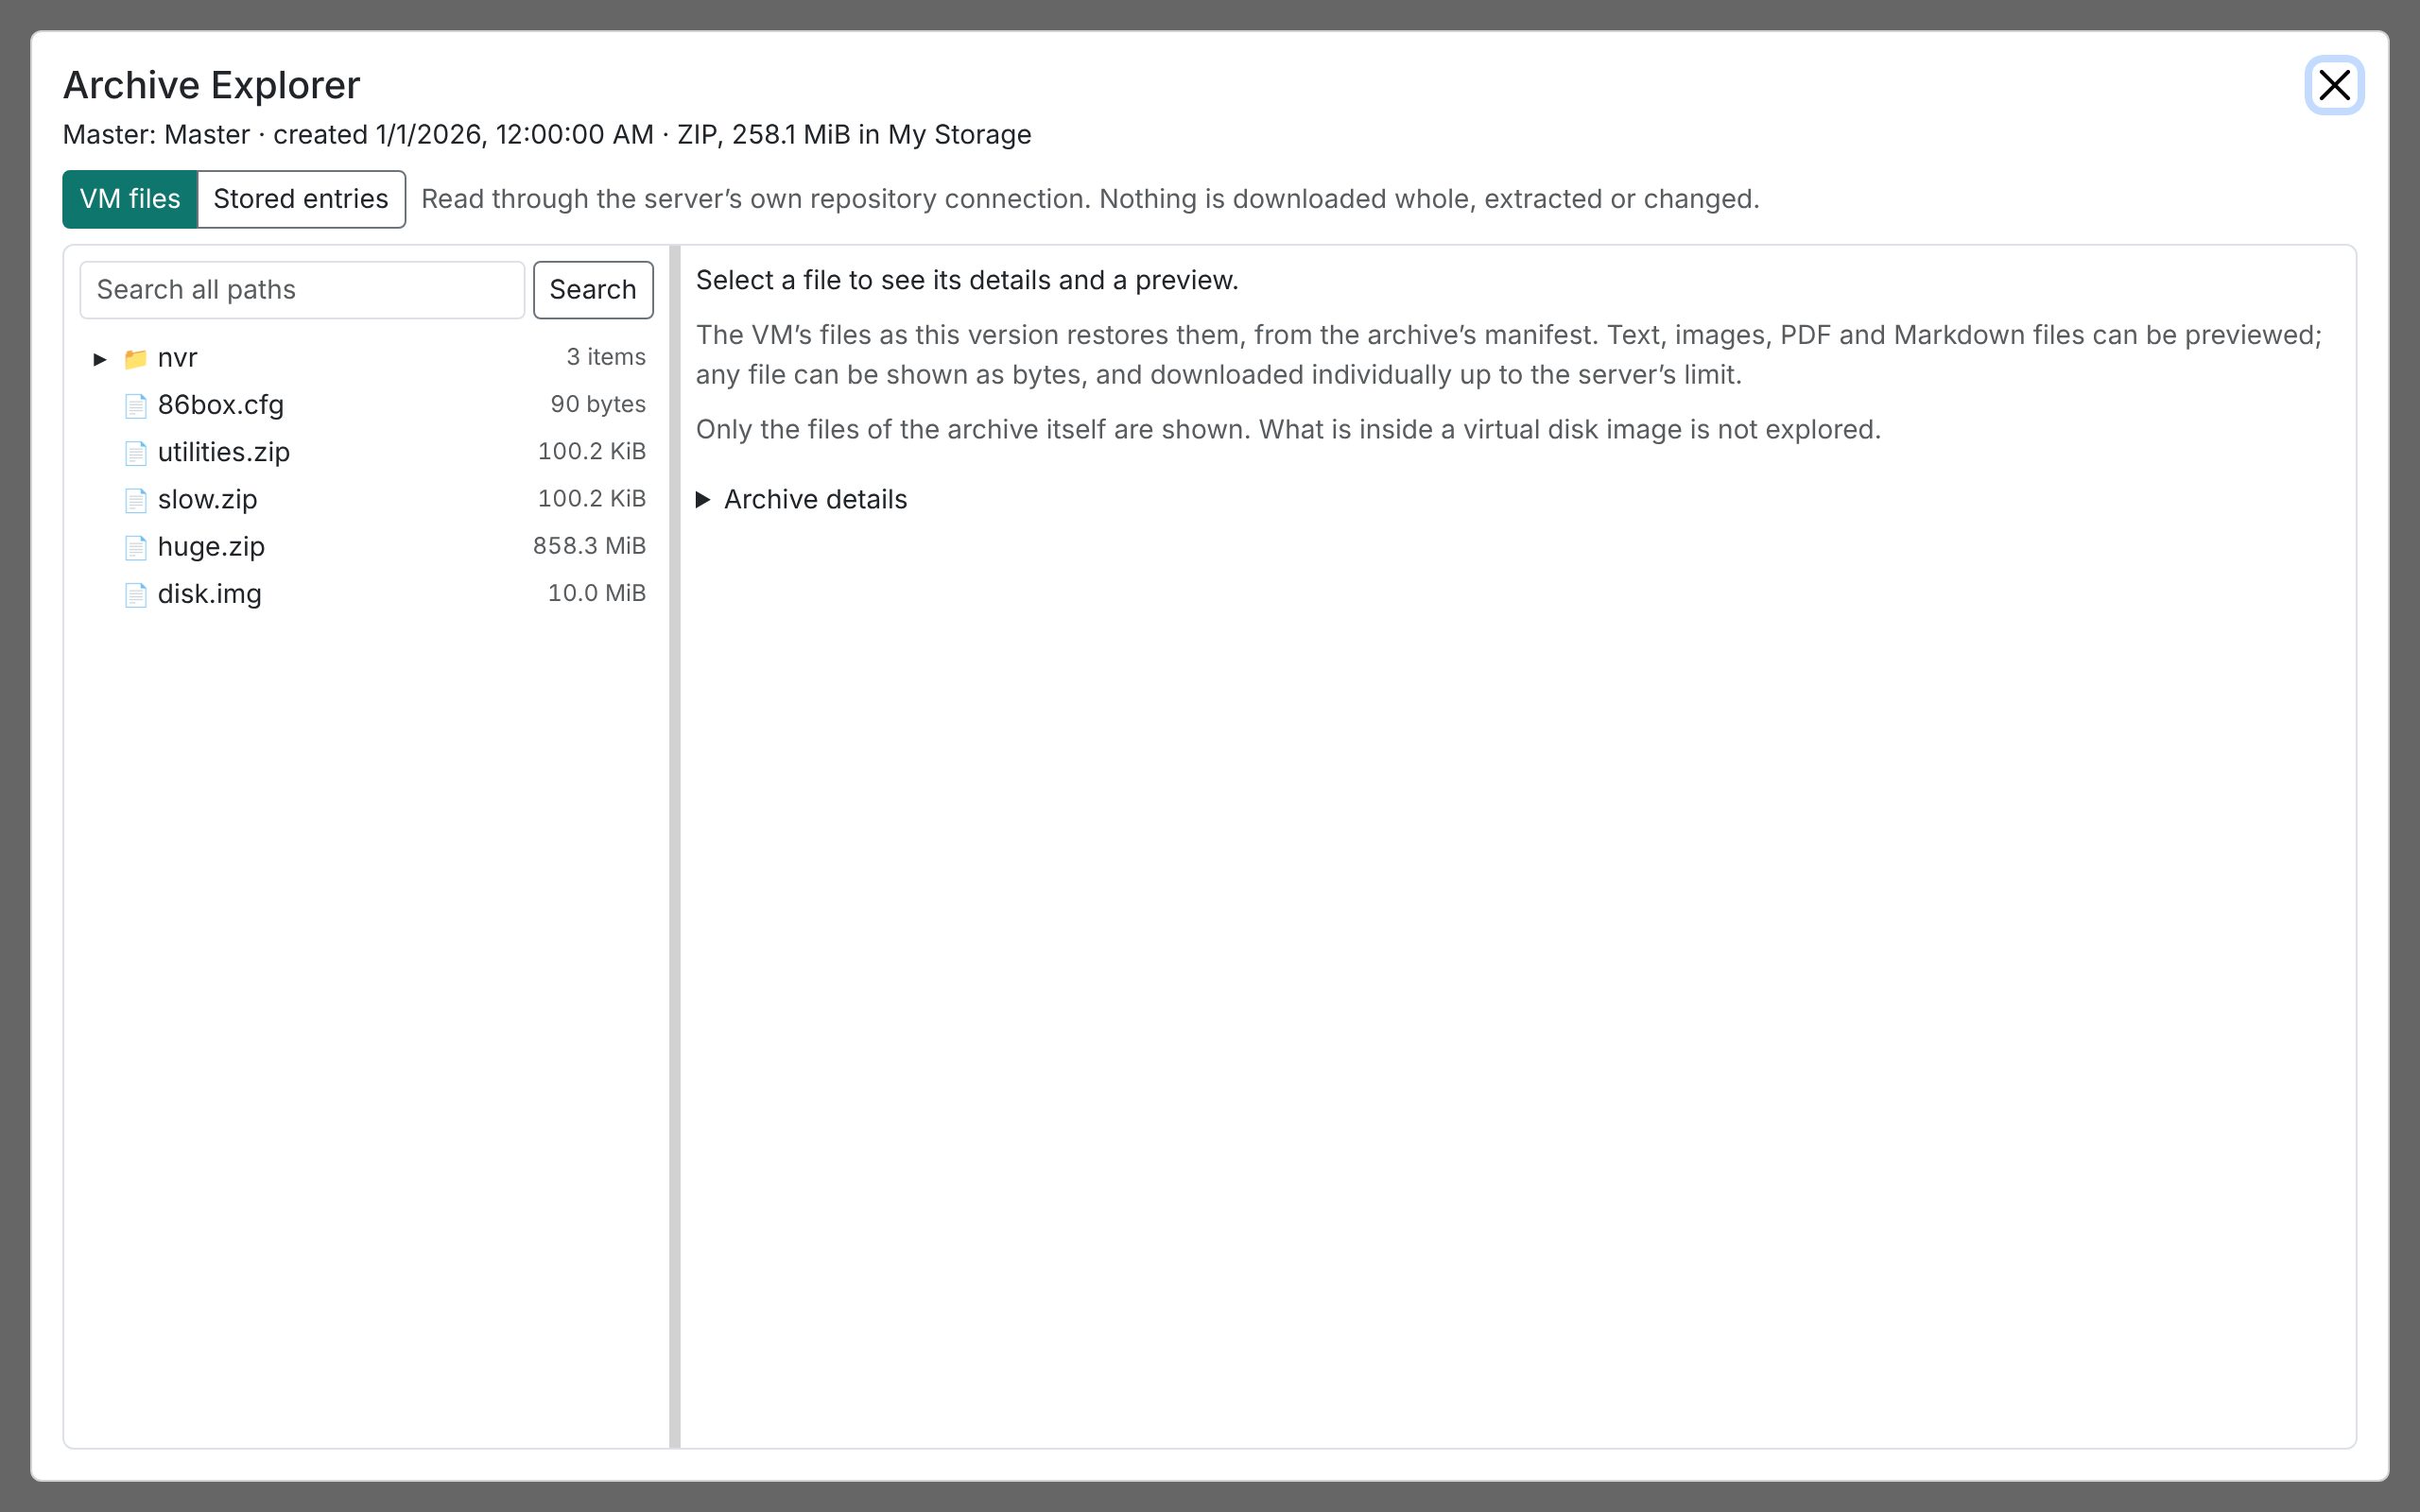 Archive Explorer
Master: Master · created 1/1/2026, 12:00:00 AM · ZIP, 258.1 MiB in My Storage
VM files
Stored entries
Read through the server’s own repository connection. Nothing is downloaded whole, extracted or changed.
Search all paths
Search
nvr 3 items
86box.cfg 90 bytes
utilities.zip 100.2 KiB
slow.zip 100.2 KiB
huge.zip 858.3 MiB
disk.img 10.0 MiB
Select a file to see its details and a preview.
The VM’s files as this version restores them, from the archive’s manifest. Text, images, PDF and Markdown files can be previewed;
any file can be shown as bytes, and downloaded individually up to the server’s limit.
Only the files of the archive itself are shown. What is inside a virtual disk image is not explored.
Archive details